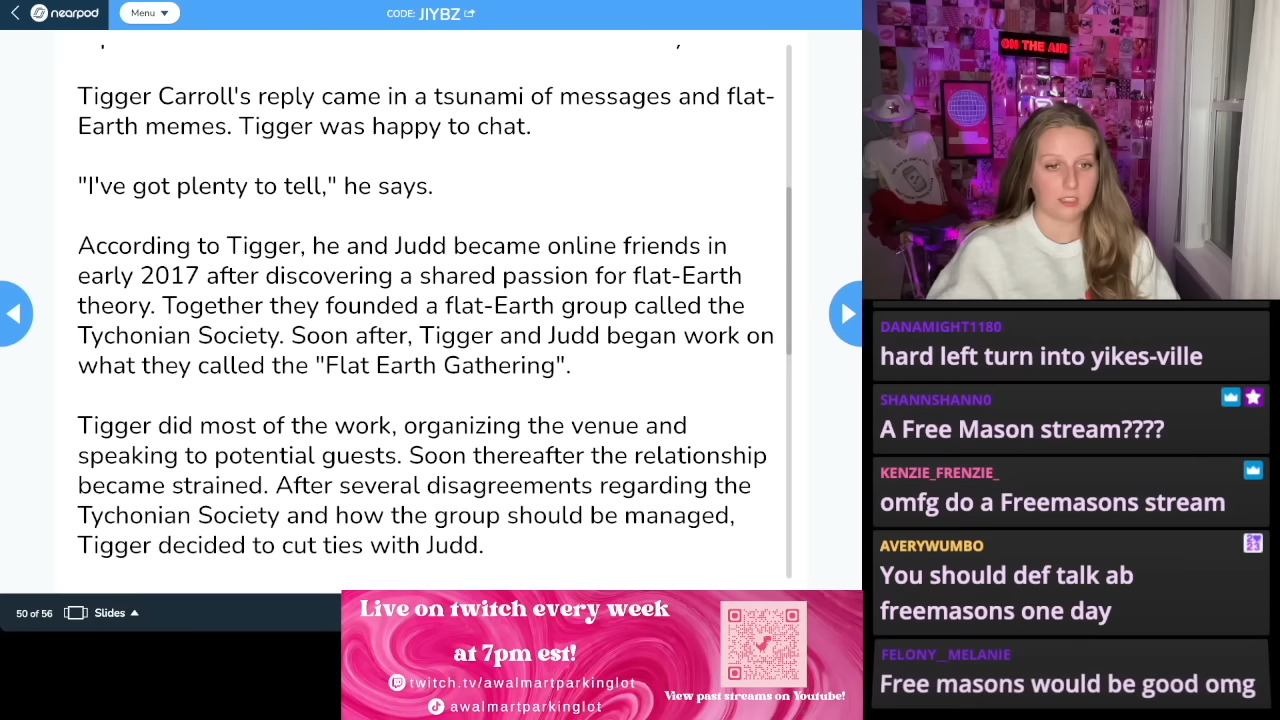 nearpod
Menu
CODE: JIYBZ
Tigger Carroll's reply came in a tsunami of messages and flat-
Earth memes. Tigger was happy to chat.
"I've got plenty to tell," he says.
According to Tigger, he and Judd became online friends in
early 2017 after discovering a shared passion for flat-Earth
theory. Together they founded a flat-Earth group called the
Tychonian Society. Soon after, Tigger and Judd began work on
what they called the "Flat Earth Gathering".
Tigger did most of the work, organizing the venue and
speaking to potential guests. Soon thereafter the relationship
became strained. After several disagreements regarding the
Tychonian Society and how the group should be managed,
Tigger decided to cut ties with Judd.
50 of 56
Slides
Live on twitch every week
at 7pm est!
twitch.tv/awalmartparkinglot
awalmartparkinglot
View past streams on Youtube!
ON THE AIR
DANAMIGHT1180
hard left turn into yikes-ville
SHANNSHANN0
A Free Mason stream????
KENZIE_FRENZIE_
omfg do a Freemasons stream
AVERYWUMBO
You should def talk ab
freemasons one day
FELONY__MELANIE
Free masons would be good omg